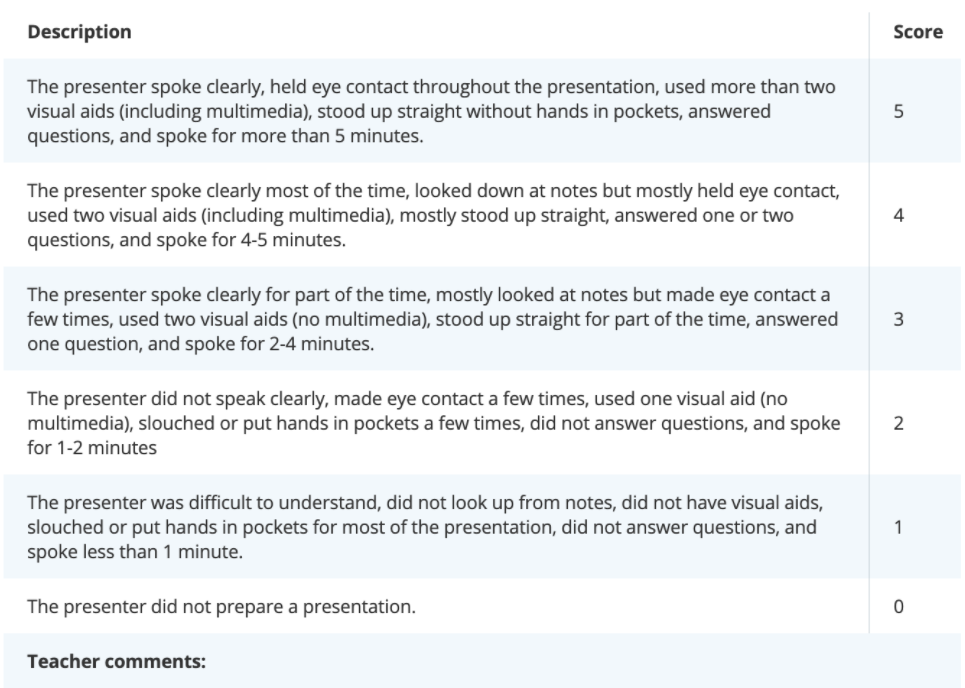 Description Score
The presenter spoke clearly, held eye contact throughout the presentation, used more than two
visual aids (including multimedia), stood up straight without hands in pockets, answered
questions, and spoke for more than 5 minutes.
5
The presenter spoke clearly most of the time, looked down at notes but mostly held eye contact,
used two visual aids (including multimedia), mostly stood up straight, answered one or two
questions, and spoke for 4-5 minutes.
4
The presenter spoke clearly for part of the time, mostly looked at notes but made eye contact a
few times, used two visual aids (no multimedia), stood up straight for part of the time, answered
one question, and spoke for 2-4 minutes.
3
The presenter did not speak clearly, made eye contact a few times, used one visual aid (no
multimedia), slouched or put hands in pockets a few times, did not answer questions, and spoke
for 1-2 minutes
2
The presenter was difficult to understand, did not look up from notes, did not have visual aids,
slouched or put hands in pockets for most of the presentation, did not answer questions, and
spoke less than 1 minute.
1
The presenter did not prepare a presentation.
0
Teacher comments: